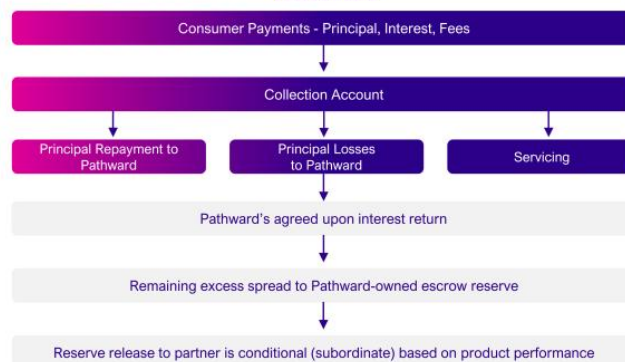 Consumer Payments - Principal, Interest, Fees
Collection Account
Principal Repayment to
Pathward
Principal Losses
to Pathward
Servicing
Pathward's agreed upon interest return
Remaining excess spread to Pathward-owned escrow reserve
Reserve release to partner is conditional (subordinate) based on product performance